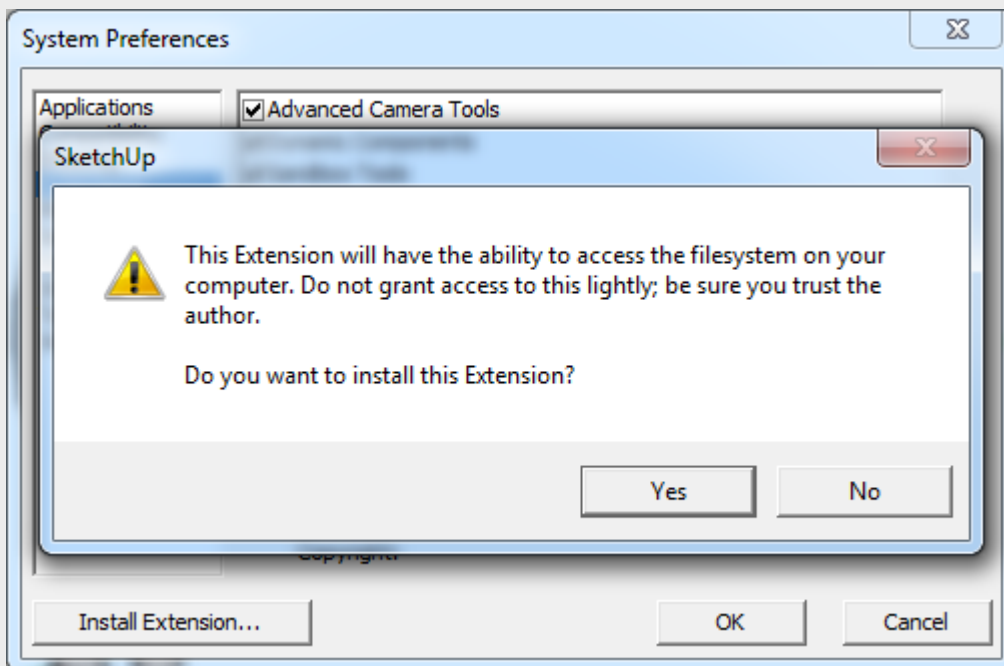 System Preferences
Applications
Advanced Camera Tools
SketchUp
This Extension will have the ability to access the filesystem on your
computer. Do not grant access to this lightly; be sure you trust the
author.
Do you want to install this Extension?
Yes No
Install Extension... OK Cancel